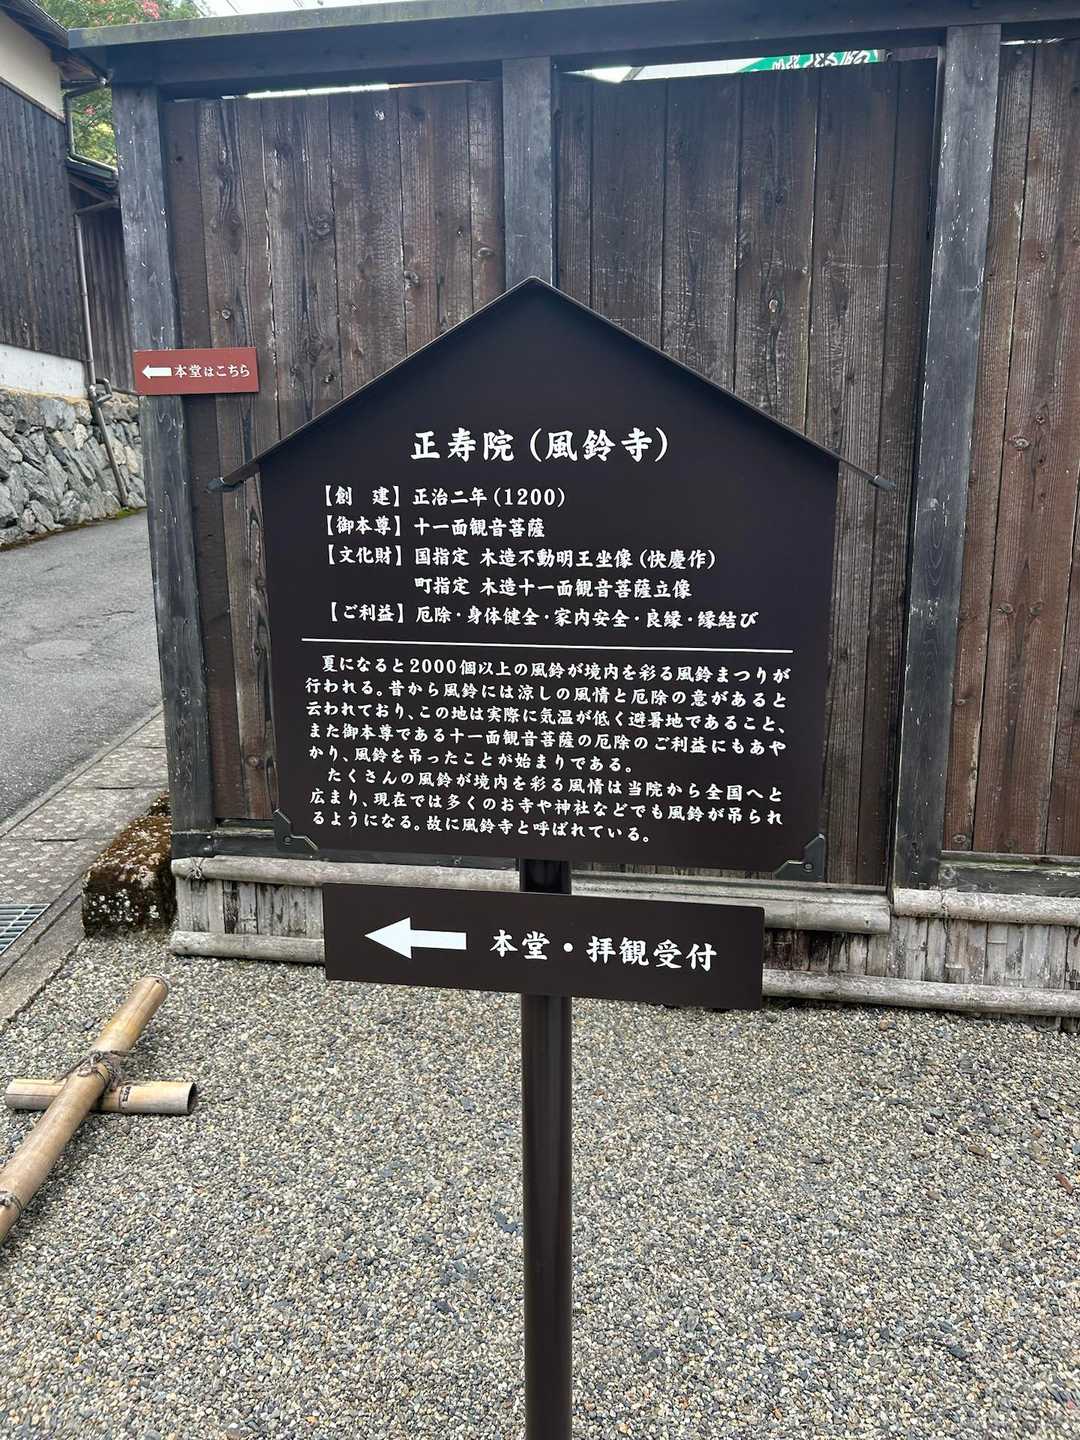 本堂はこちら
正寿院（風鈴寺）
【創　建】正治二年（1200）
【御本尊】十一面観音菩薩
【文化財】国指定 木造不動明王坐像（快慶作）
町指定 木造十一面観音菩薩立像
【ご利益】厄除・身体健全・家内安全・良縁・縁結び
夏になると2000個以上の風鈴が境内を彩る風鈴まつりが
行われる。昔から風鈴には涼しの風情と厄除の意があると
云われており、この地は実際に気温が低く避暑地であること、
また御本尊である十一面観音菩薩の厄除のご利益にもあや
かり、風鈴を吊ったことが始まりである。
たくさんの風鈴が境内を彩る風情は当院から全国へと
広まり、現在では多くのお寺や神社などでも風鈴が吊られ
るようになる。故に風鈴寺と呼ばれている。
本堂・拝観受付